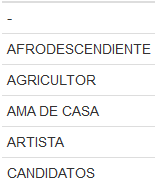 -
AFRODESCENDIENTE
AGRICULTOR
AMA DE CASA
ARTISTA
CANDIDATOS